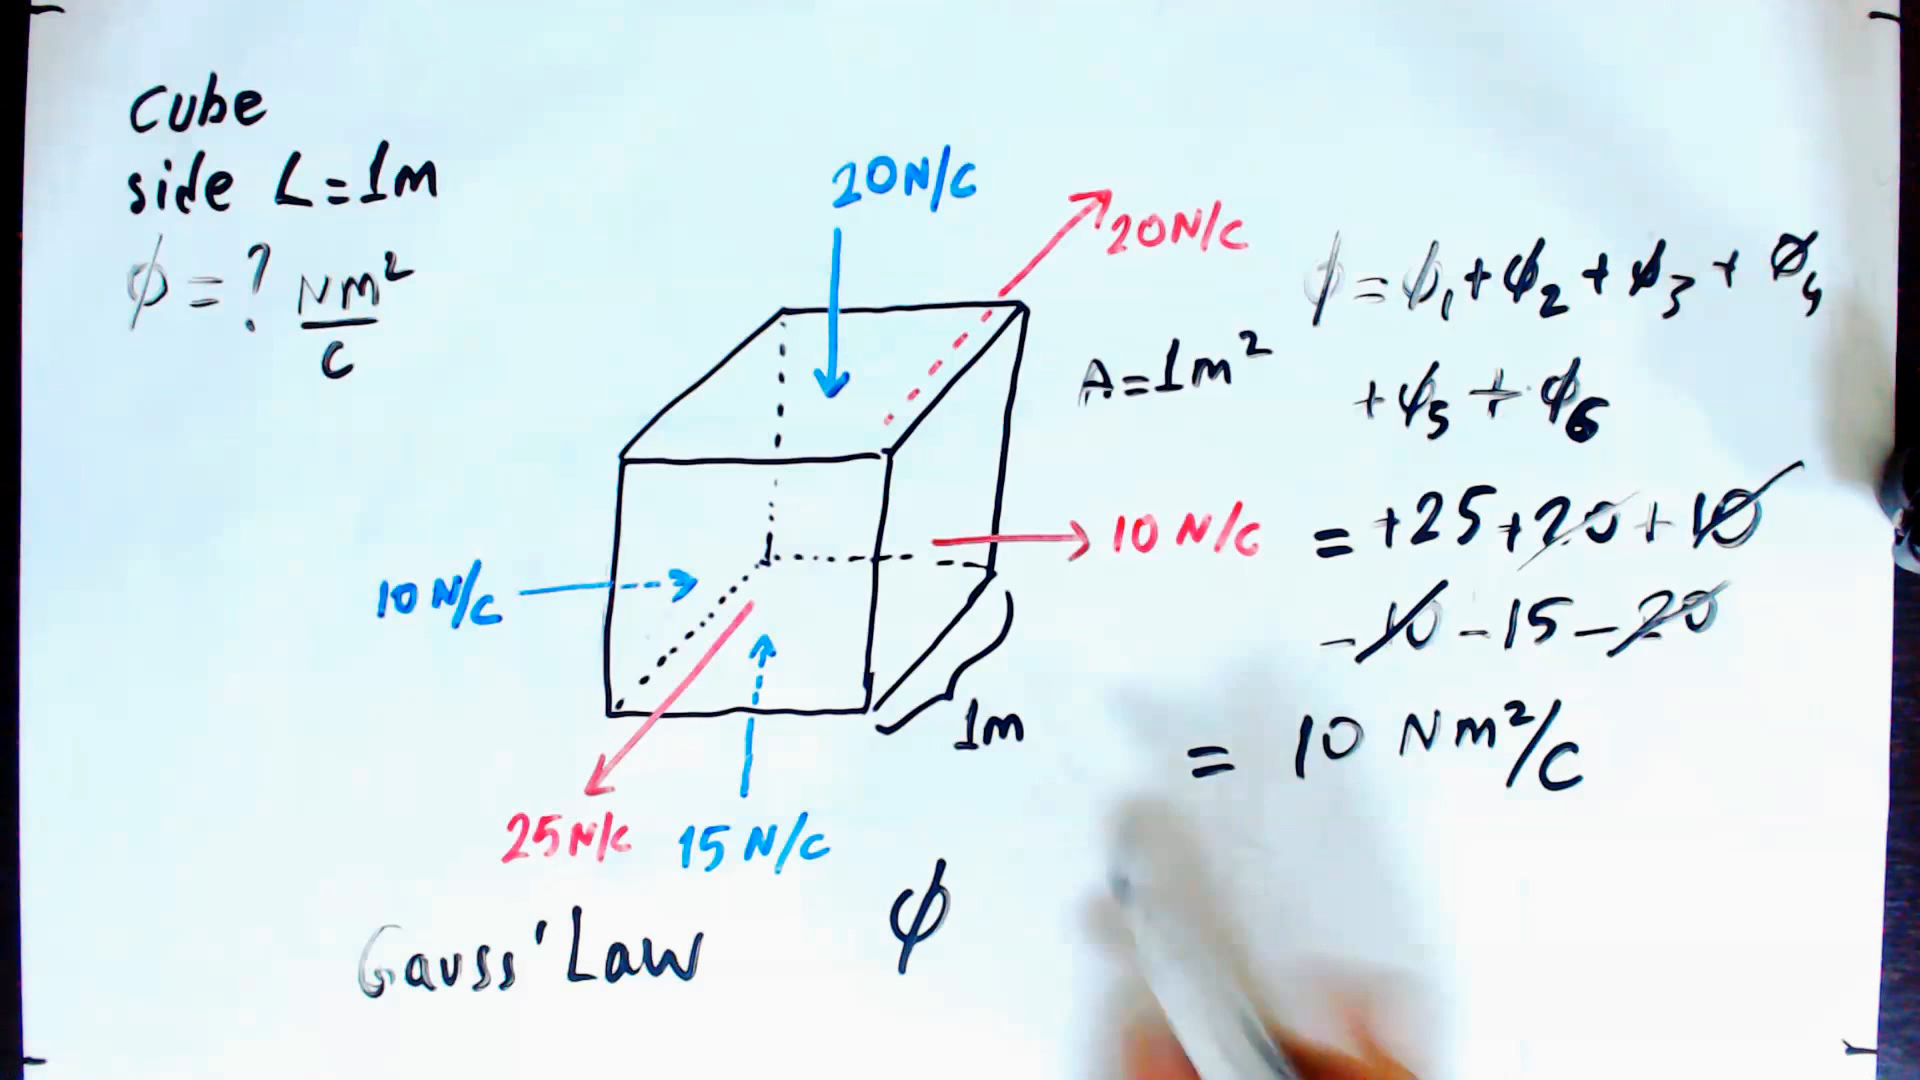 Cube
side L=1m
ϕ = ? Nm²/C
20N/C
20N/C
A=1m²
10 N/C
10 N/C
1m
25N/C
15 N/C
ϕ=ϕ₁+ϕ₂+ϕ₃+ϕ₄
+ϕ₅+ϕ₆
=+25+20+10
-10-15-20
= 10 Nm²/C
Gauss' Law ϕ